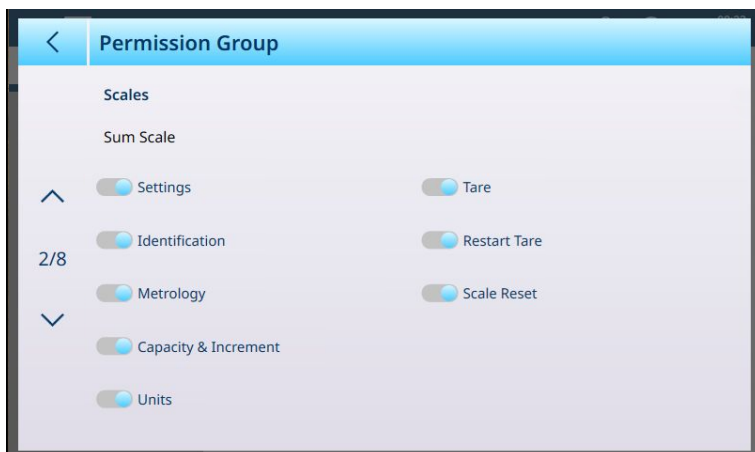 Permission Group
Scales
Sum Scale
Settings
Tare
Identification
Restart Tare
2/8
Metrology
Scale Reset
Capacity & Increment
Units